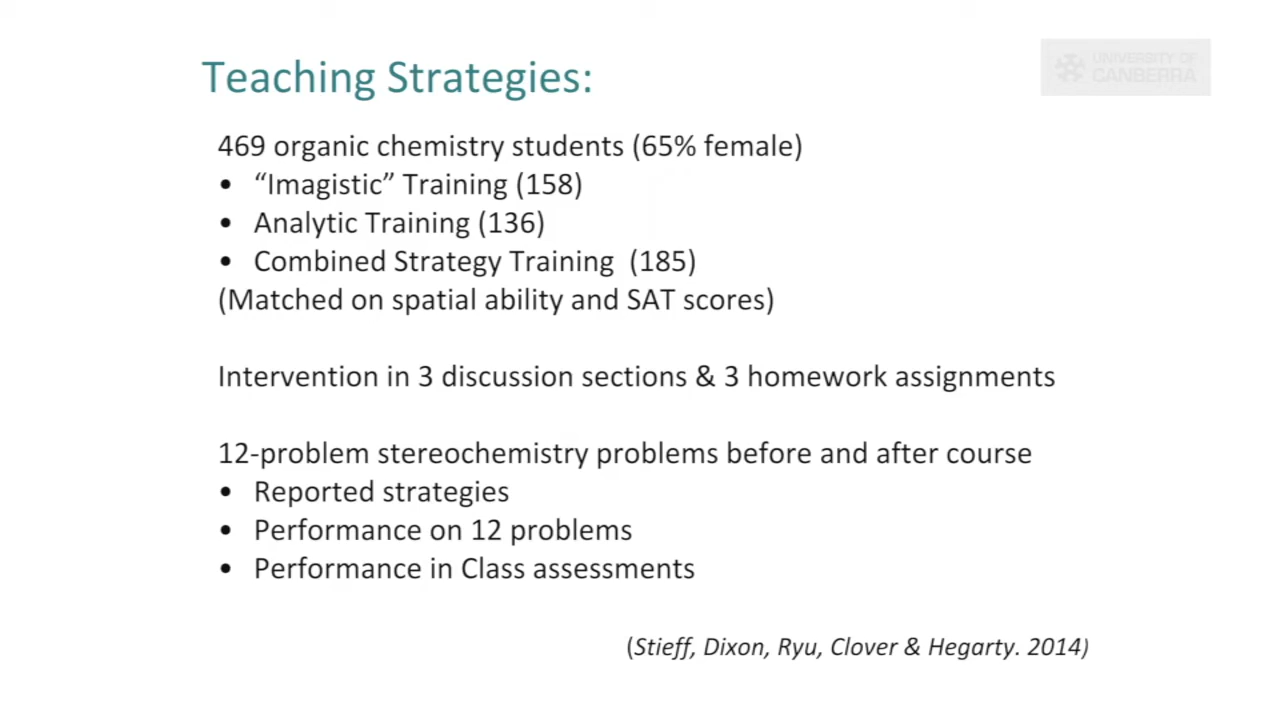 Teaching Strategies:
UNIVERSITY OF
CANBERRA
469 organic chemistry students (65% female)
• “Imagistic” Training (158)
• Analytic Training (136)
• Combined Strategy Training (185)
(Matched on spatial ability and SAT scores)
Intervention in 3 discussion sections & 3 homework assignments
12-problem stereochemistry problems before and after course
• Reported strategies
• Performance on 12 problems
• Performance in Class assessments
(Stieff, Dixon, Ryu, Clover & Hegarty. 2014)